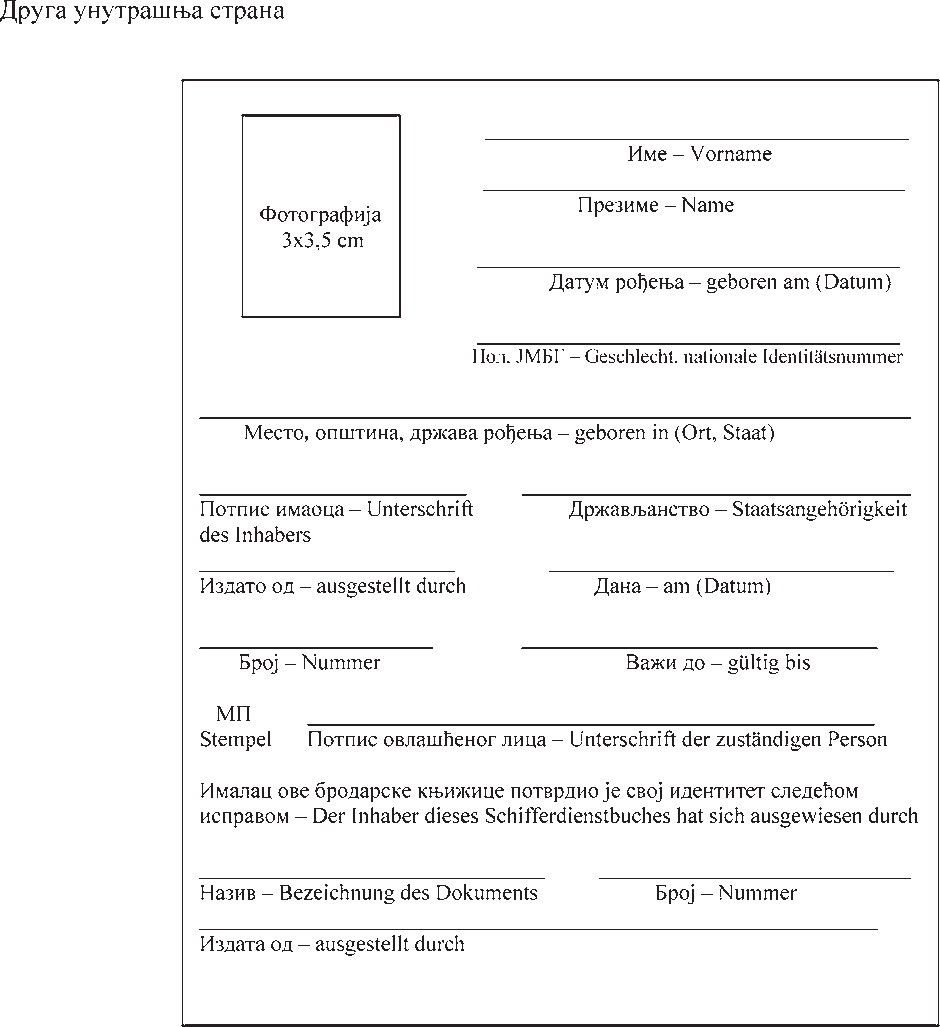 Друга унутрашња страна
Име – Vorname
Презиме – Name
Фотографија
3x3,5 cm
Датум рођења – geboren am (Datum)
Пол, ЈМБГ – Geschlecht, nationale Identitätsnummer
Место, општина, држава рођења – geboren in (Ort, Staat)
Потпис имаоца – Unterschrift
des Inhabers
Држављанство – Staatsangehörigkeit
Издато од – ausgestellt durch
Дана – am (Datum)
Број – Nummer
Важи до – gültig bis
МП
Stempel
Потпис овлашћеног лица – Unterschrift der zuständigen Person
Ималац ове бродарске књижице потврдио је свој идентитет следећом
исправом – Der Inhaber dieses Schifferdienstbuches hat sich ausgewiesen durch
Назив – Bezeichnung des Dokuments
Број – Nummer
Издата од – ausgestellt durch